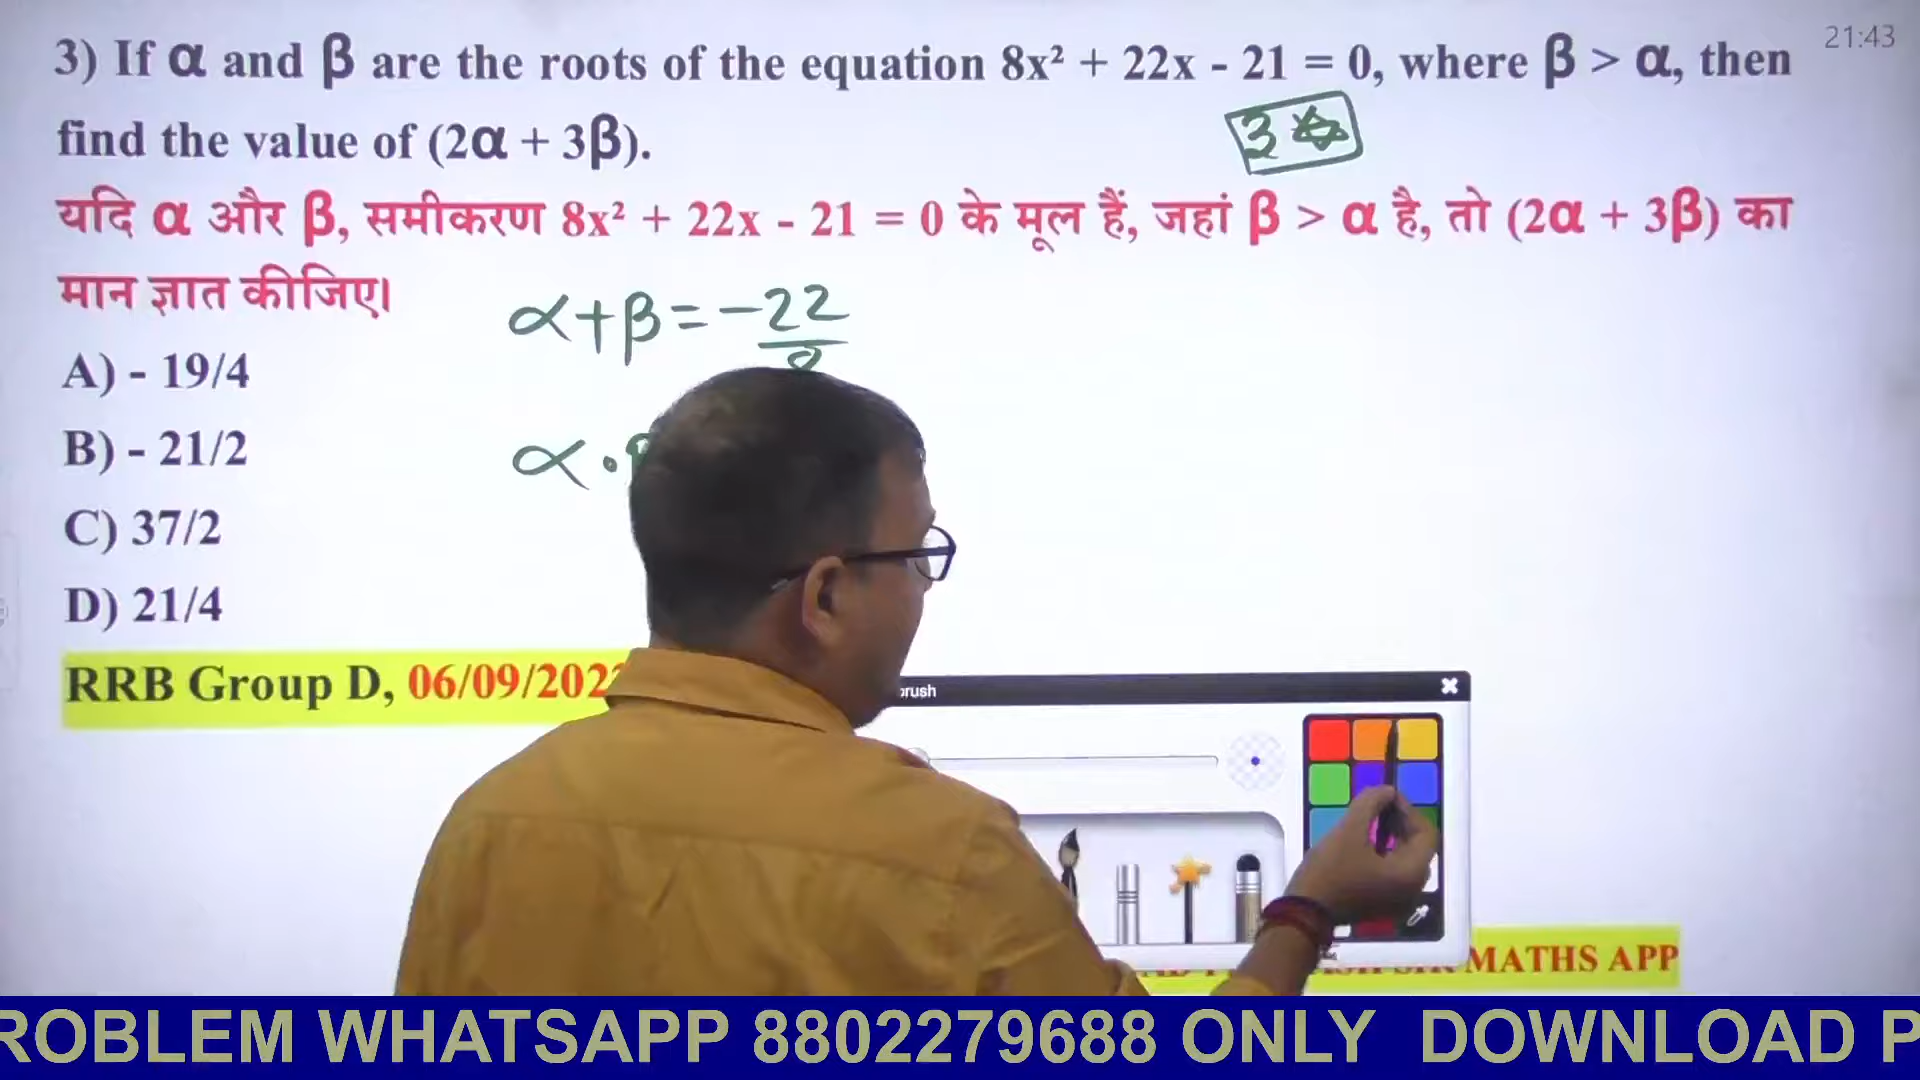 21:43
3) If α and β are the roots of the equation 8x² + 22x - 21 = 0, where β > α, then
find the value of (2α + 3β).
3
यदि α और β, समीकरण 8x² + 22x - 21 = 0 के मूल हैं, जहां β > α है, तो (2α + 3β) का
मान ज्ञात कीजिए।
α+β = -22
α·
A) - 19/4
B) - 21/2
C) 37/2
D) 21/4
RRB Group D, 06/09/202
brush
MATHS APP
ROBLEM WHATSAPP 8802279688 ONLY DOWNLOAD P